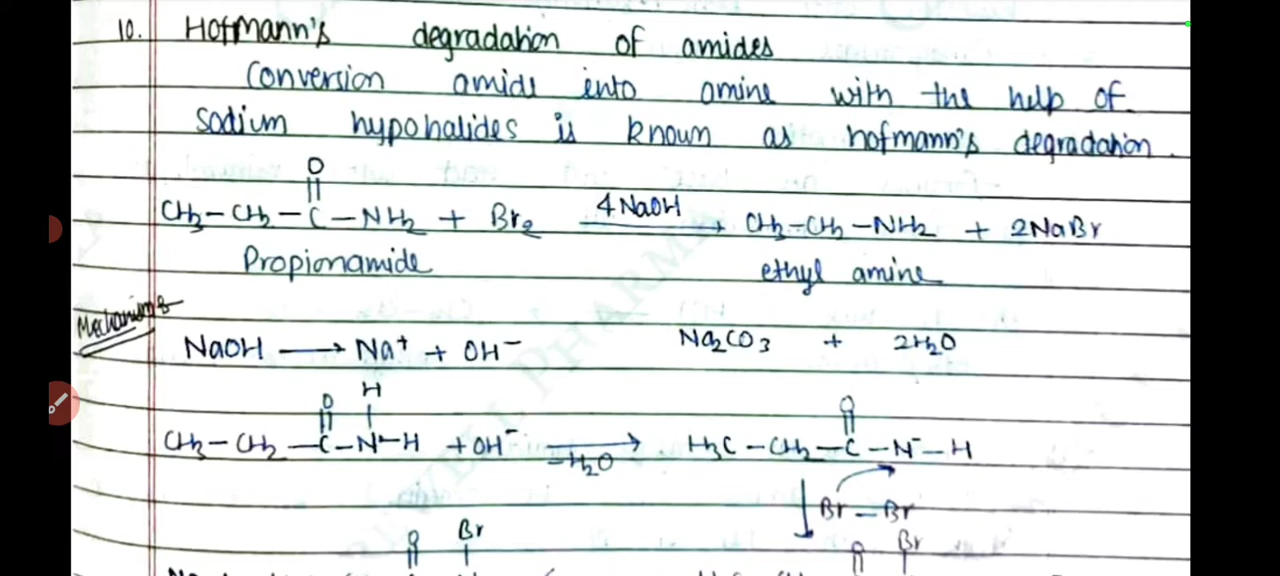 10. Hofmann's degradation of amides
Conversion amide into amine with the help of
sodium hypohalides is known as hofmann's degradation.
O
||
CH3-CH2-C-NH2 + Br2 4NaOH → CH3-CH2-NH2 + 2NaBr
Propionamide ethyl amine
Mechanism:
NaOH → Na+ + OH- Na2CO3 + 2H2O
H
O | O
|| ||
CH3-CH2-C-N-H +OH- → -H2O H3C-CH2-C-N¯-H
↓ Br-Br
O Br O Br